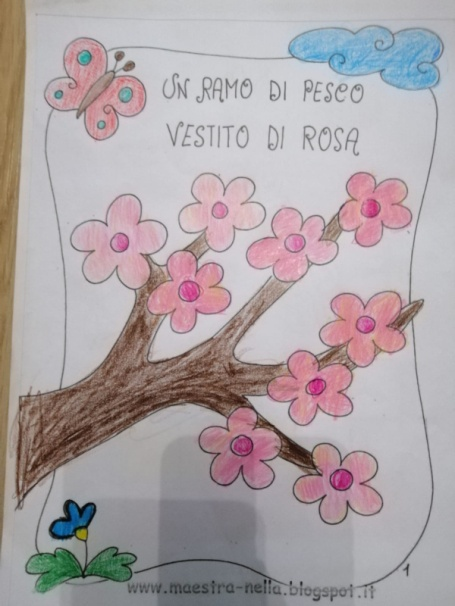 UN RAMO DI PESCO
VESTITO DI ROSA
1
www.maestra-nella.blogspot.it